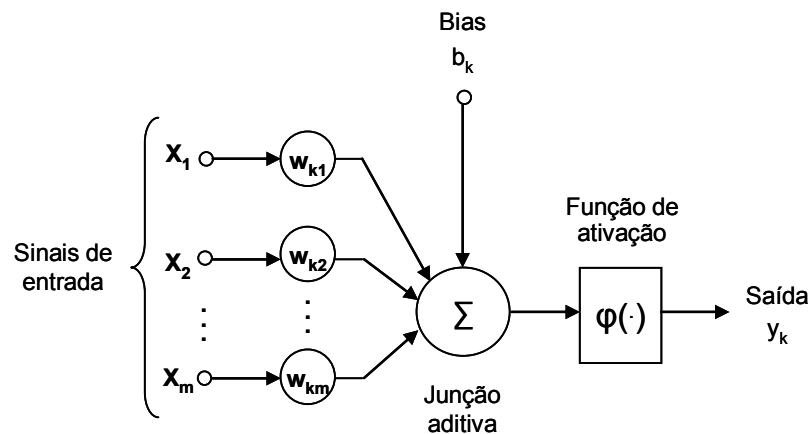 Bias
b_k
X_1
w_k1
Função de
ativação
Sinais de
entrada
X_2
w_k2
Σ
φ(·)
Saída
y_k
X_m
w_km
Junção
aditiva